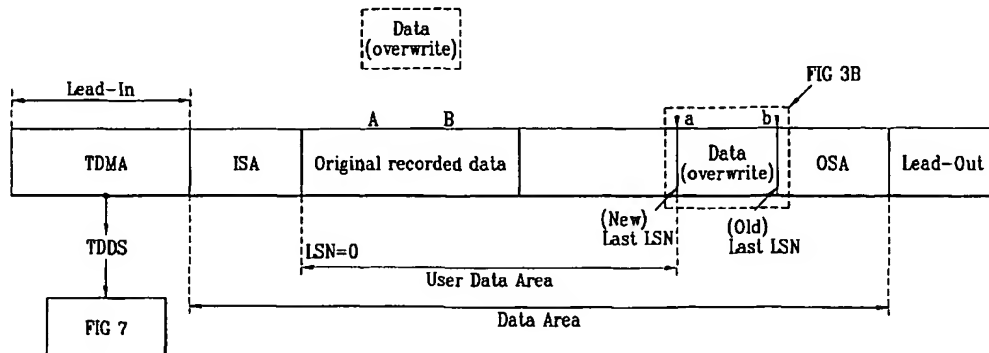 Data
(overwrite)
FIG 3B
Lead-In
A B a b
TDMA ISA Original recorded data Data
(overwrite) OSA Lead-Out
(New)
Last LSN
(Old)
Last LSN
TDDS
LSN=0
User Data Area
FIG 7
Data Area